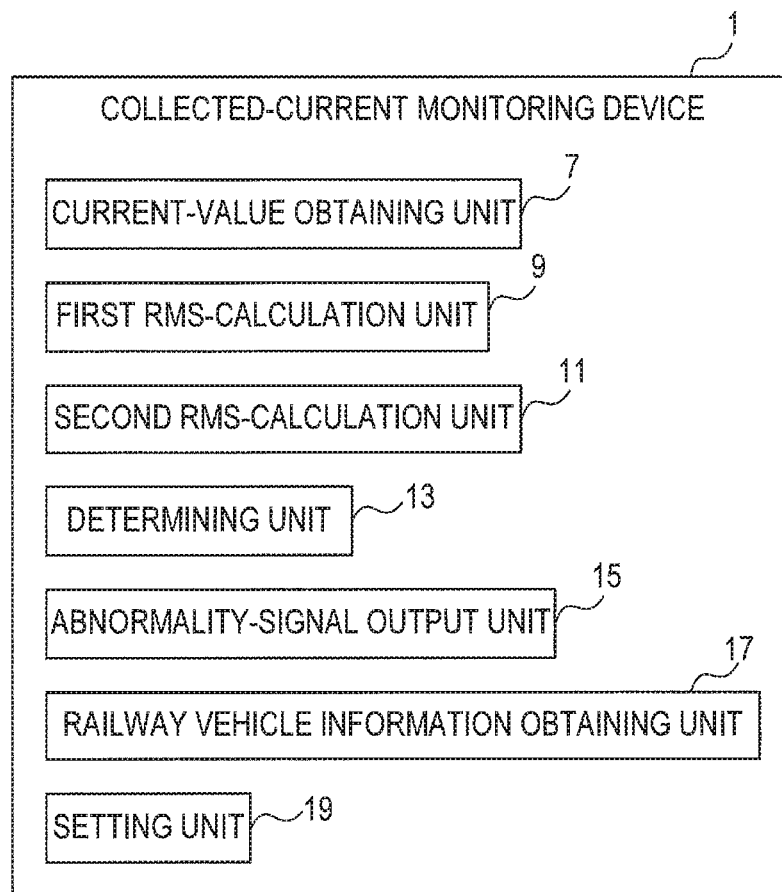 1
COLLECTED-CURRENT MONITORING DEVICE
7
CURRENT-VALUE OBTAINING UNIT
9
FIRST RMS-CALCULATION UNIT
11
SECOND RMS-CALCULATION UNIT
13
DETERMINING UNIT
15
ABNORMALITY-SIGNAL OUTPUT UNIT
17
RAILWAY VEHICLE INFORMATION OBTAINING UNIT
19
SETTING UNIT